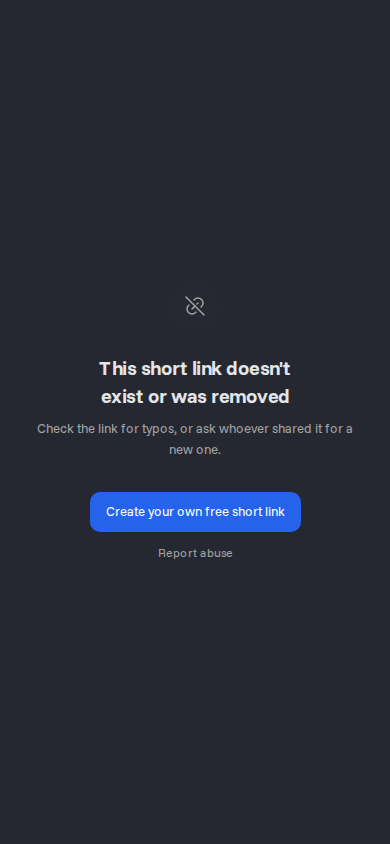 This short link doesn't
exist or was removed
Check the link for typos, or ask whoever shared it for a
new one.
Create your own free short link
Report abuse